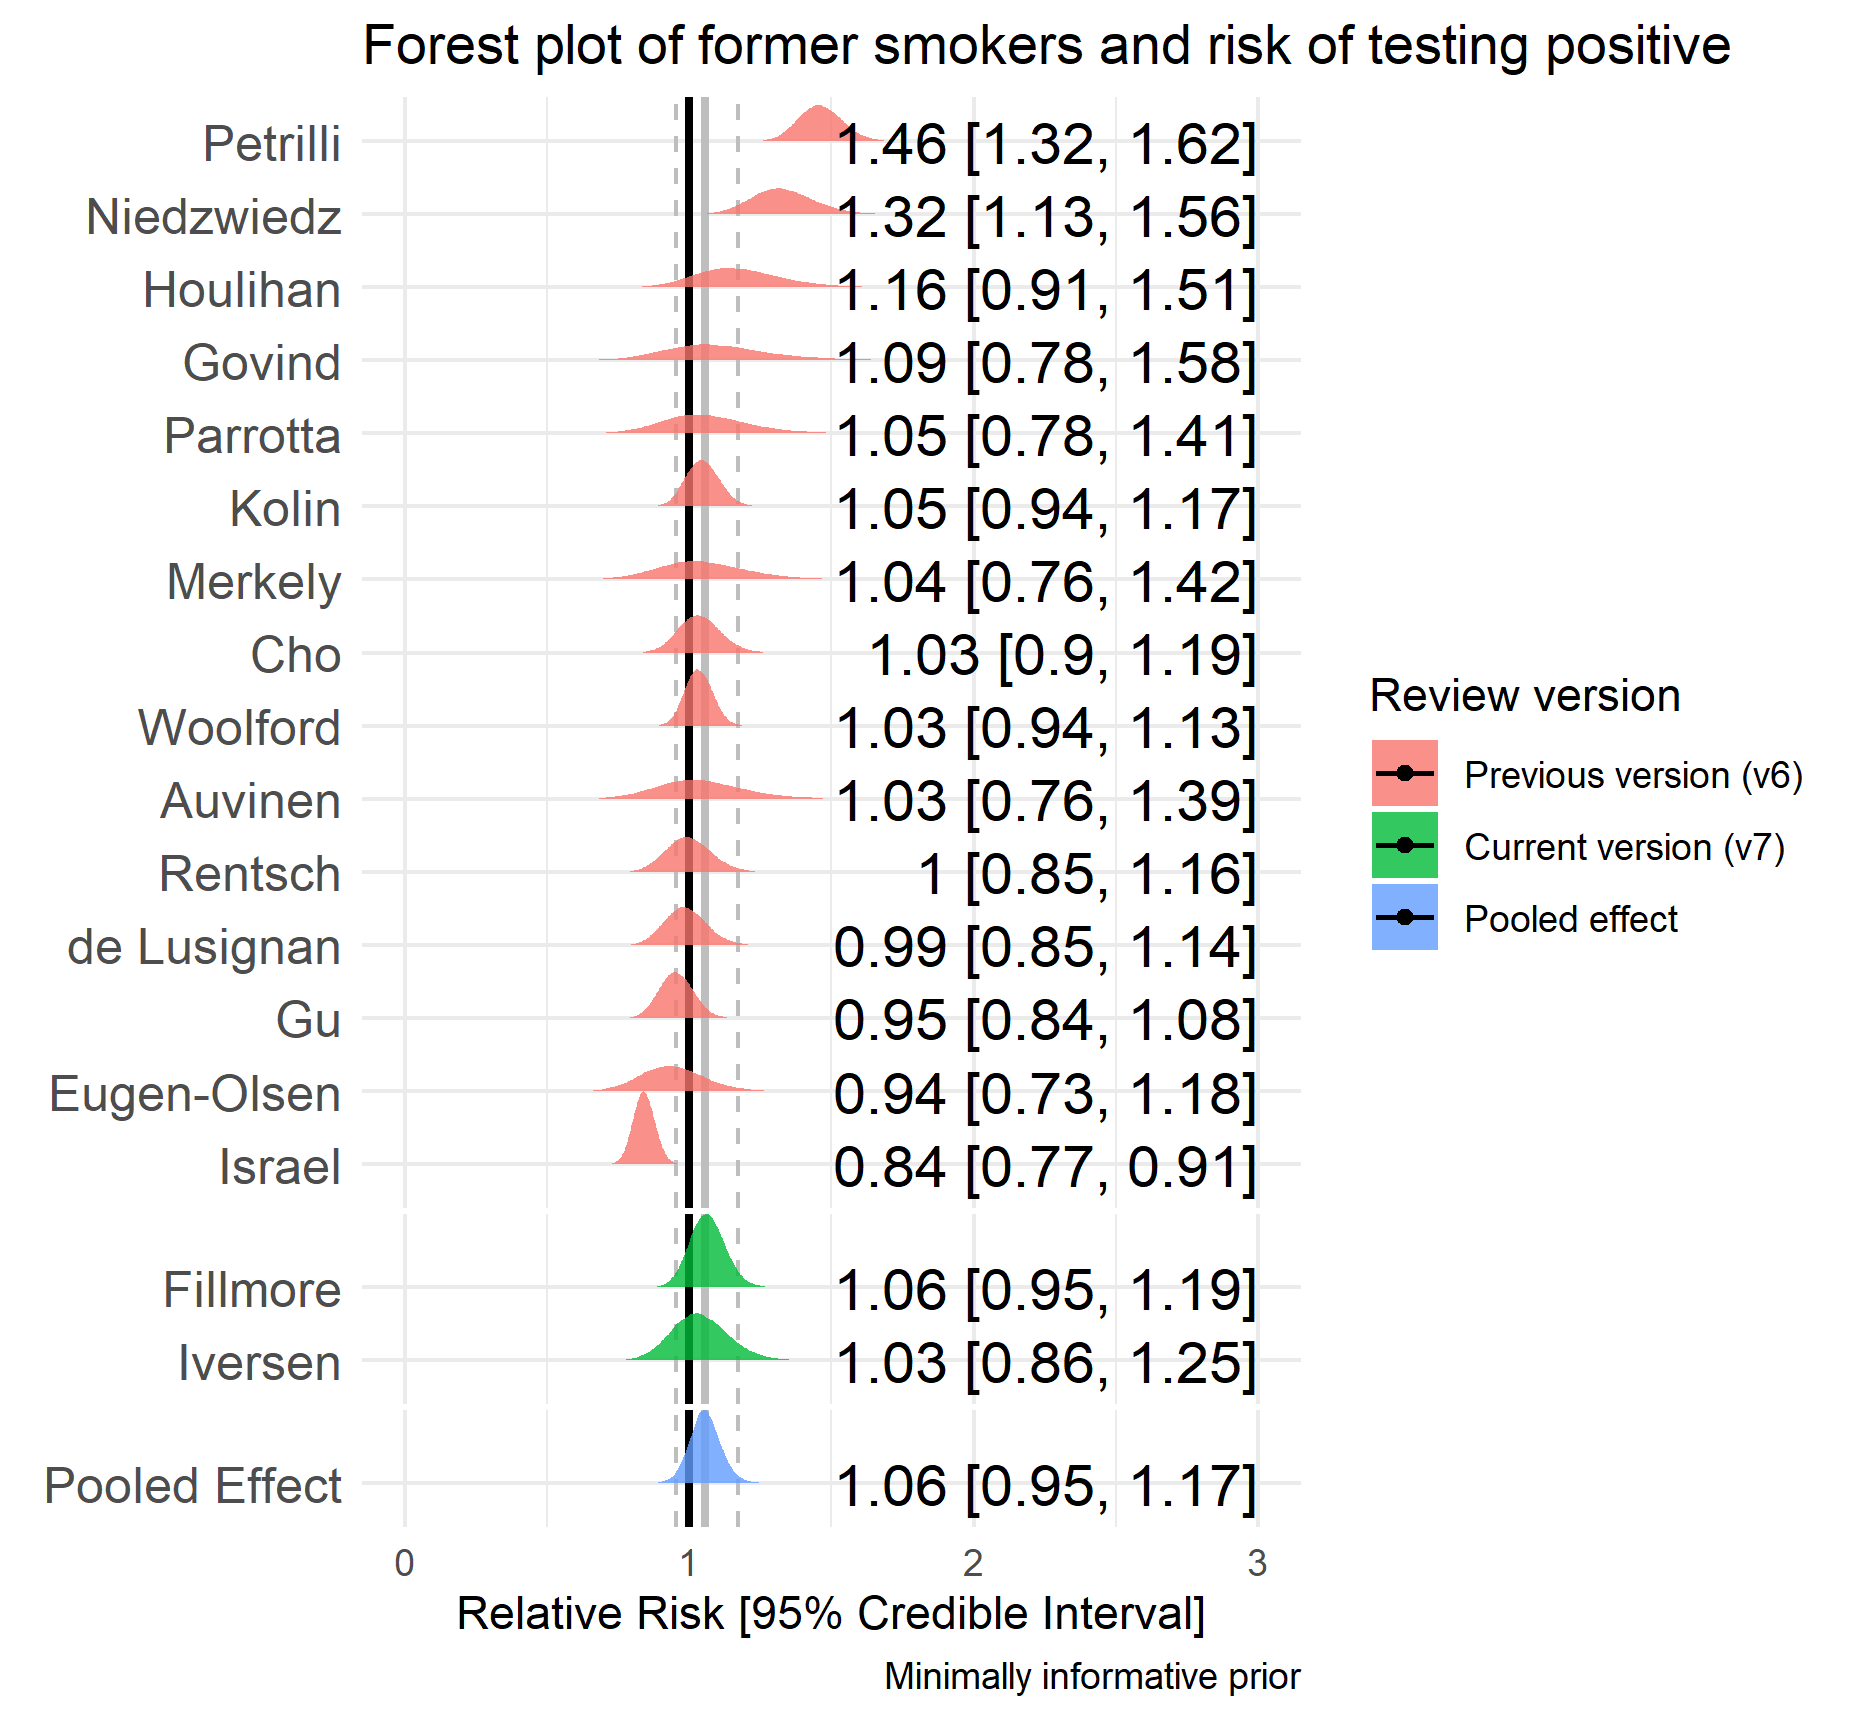 Forest plot of former smokers and risk of testing positive
Petrilli 1.46 [1.32, 1.62]
Niedzwiedz 1.32 [1.13, 1.56]
Houlihan 1.16 [0.91, 1.51]
Govind 1.09 [0.78, 1.58]
Parrotta 1.05 [0.78, 1.41]
Kolin 1.05 [0.94, 1.17]
Merkely 1.04 [0.76, 1.42]
Cho 1.03 [0.9, 1.19]
Woolford 1.03 [0.94, 1.13]
Auvinen 1.03 [0.76, 1.39]
Rentsch 1 [0.85, 1.16]
de Lusignan 0.99 [0.85, 1.14]
Gu 0.95 [0.84, 1.08]
Eugen-Olsen 0.94 [0.73, 1.18]
Israel 0.84 [0.77, 0.91]
Fillmore 1.06 [0.95, 1.19]
Iversen 1.03 [0.86, 1.25]
Pooled Effect 1.06 [0.95, 1.17]
0 1 2 3
Relative Risk [95% Credible Interval]
Minimally informative prior
Review version
Previous version (v6)
Current version (v7)
Pooled effect